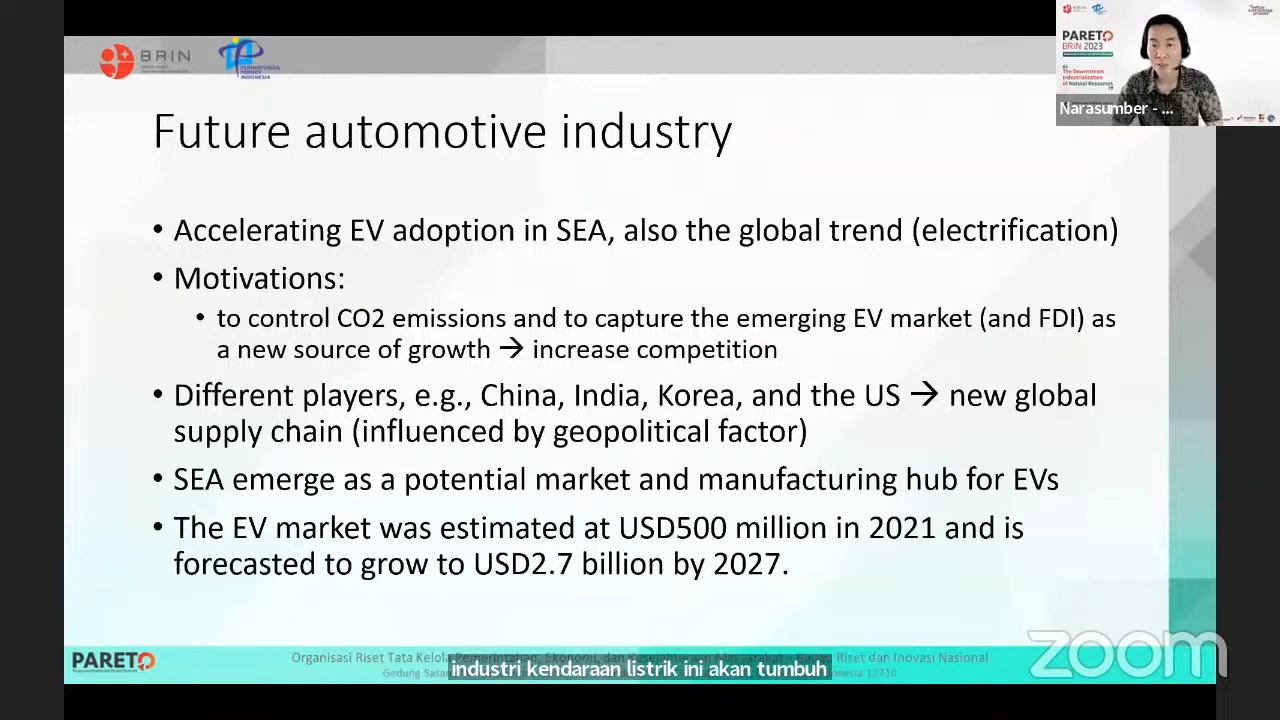 BRIN
PERHIMPUNAN
PERISET
INDONESIA
PARETO
BRIN 2023
"The Downstream
Industrialization
of Natural Resources"
Narasumber - ...
Future automotive industry
• Accelerating EV adoption in SEA, also the global trend (electrification)
• Motivations:
• to control CO2 emissions and to capture the emerging EV market (and FDI) as
a new source of growth → increase competition
• Different players, e.g., China, India, Korea, and the US → new global
supply chain (influenced by geopolitical factor)
• SEA emerge as a potential market and manufacturing hub for EVs
• The EV market was estimated at USD500 million in 2021 and is
forecasted to grow to USD2.7 billion by 2027.
zoom
PARETO
Organisasi Riset Tata Kelola Pemerintahan, Ekonomi, dan Kesejahteraan Masyarakat Riset dan Inovasi Nasional
industri kendaraan listrik ini akan tumbuh